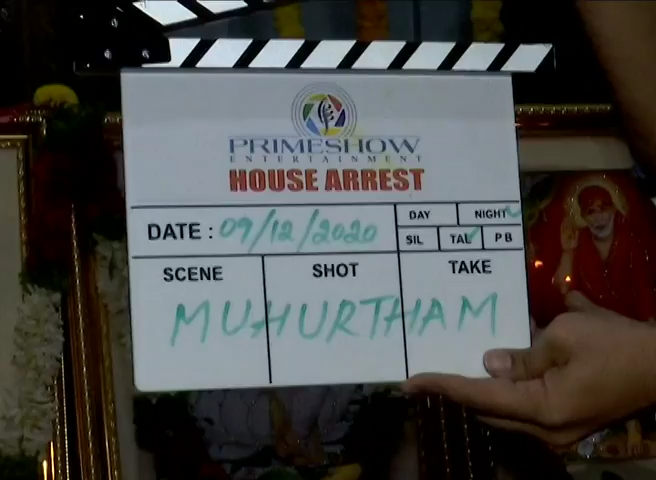 PRIMESHOW
ENTERTAINMENT
HOUSE ARREST
DATE : 09/12/2020
DAY NIGHT
SIL TAL PB
SCENE SHOT TAKE
MUHURTHAM